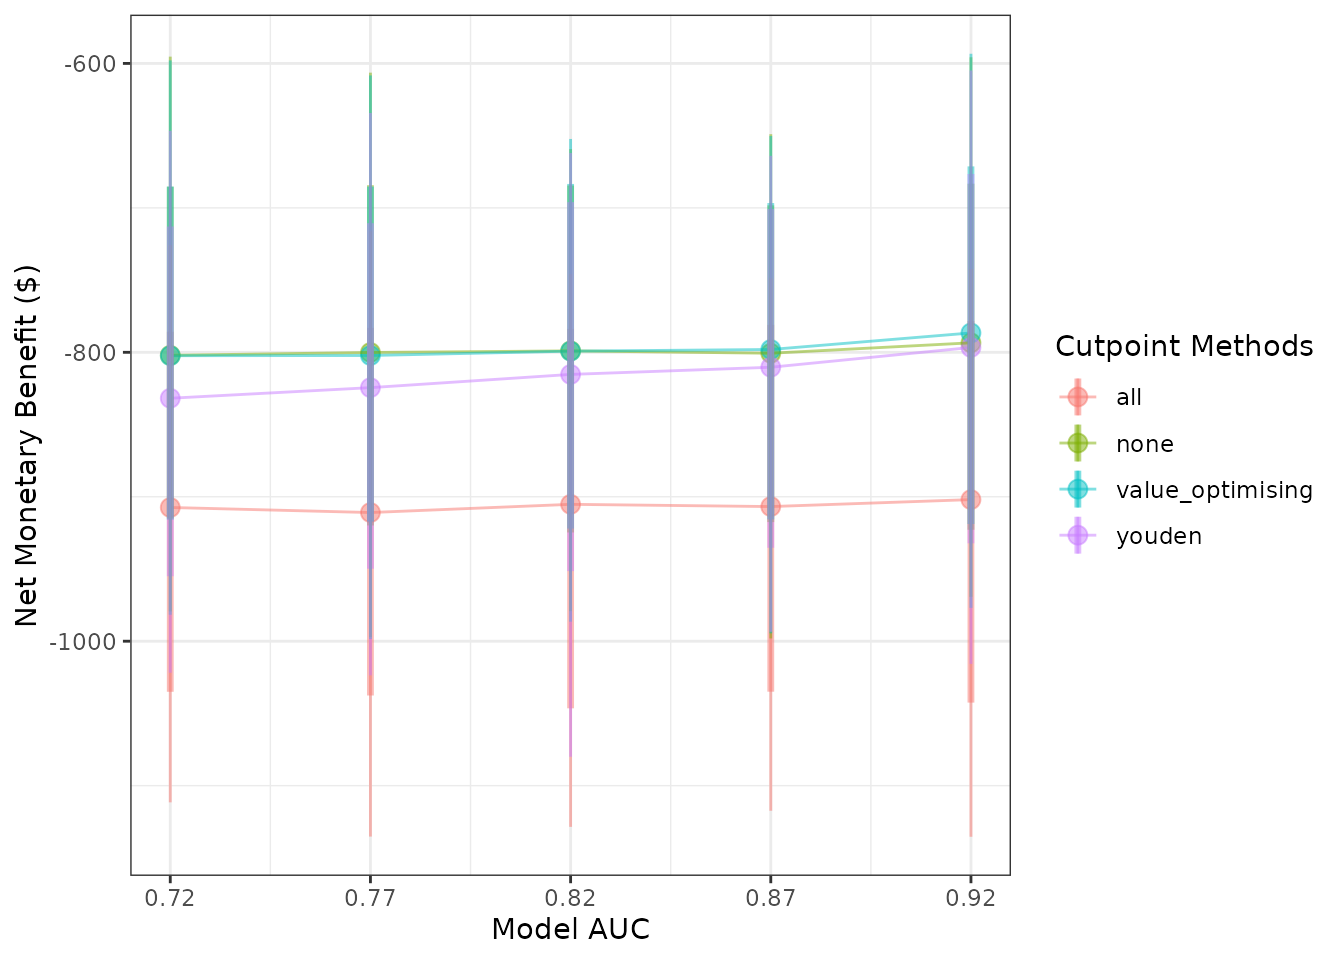 Net Monetary Benefit ($)
-600
-800
-1000
0.72
0.77
0.82
0.87
0.92
Model AUC
Cutpoint Methods
all
none
value_optimising
youden